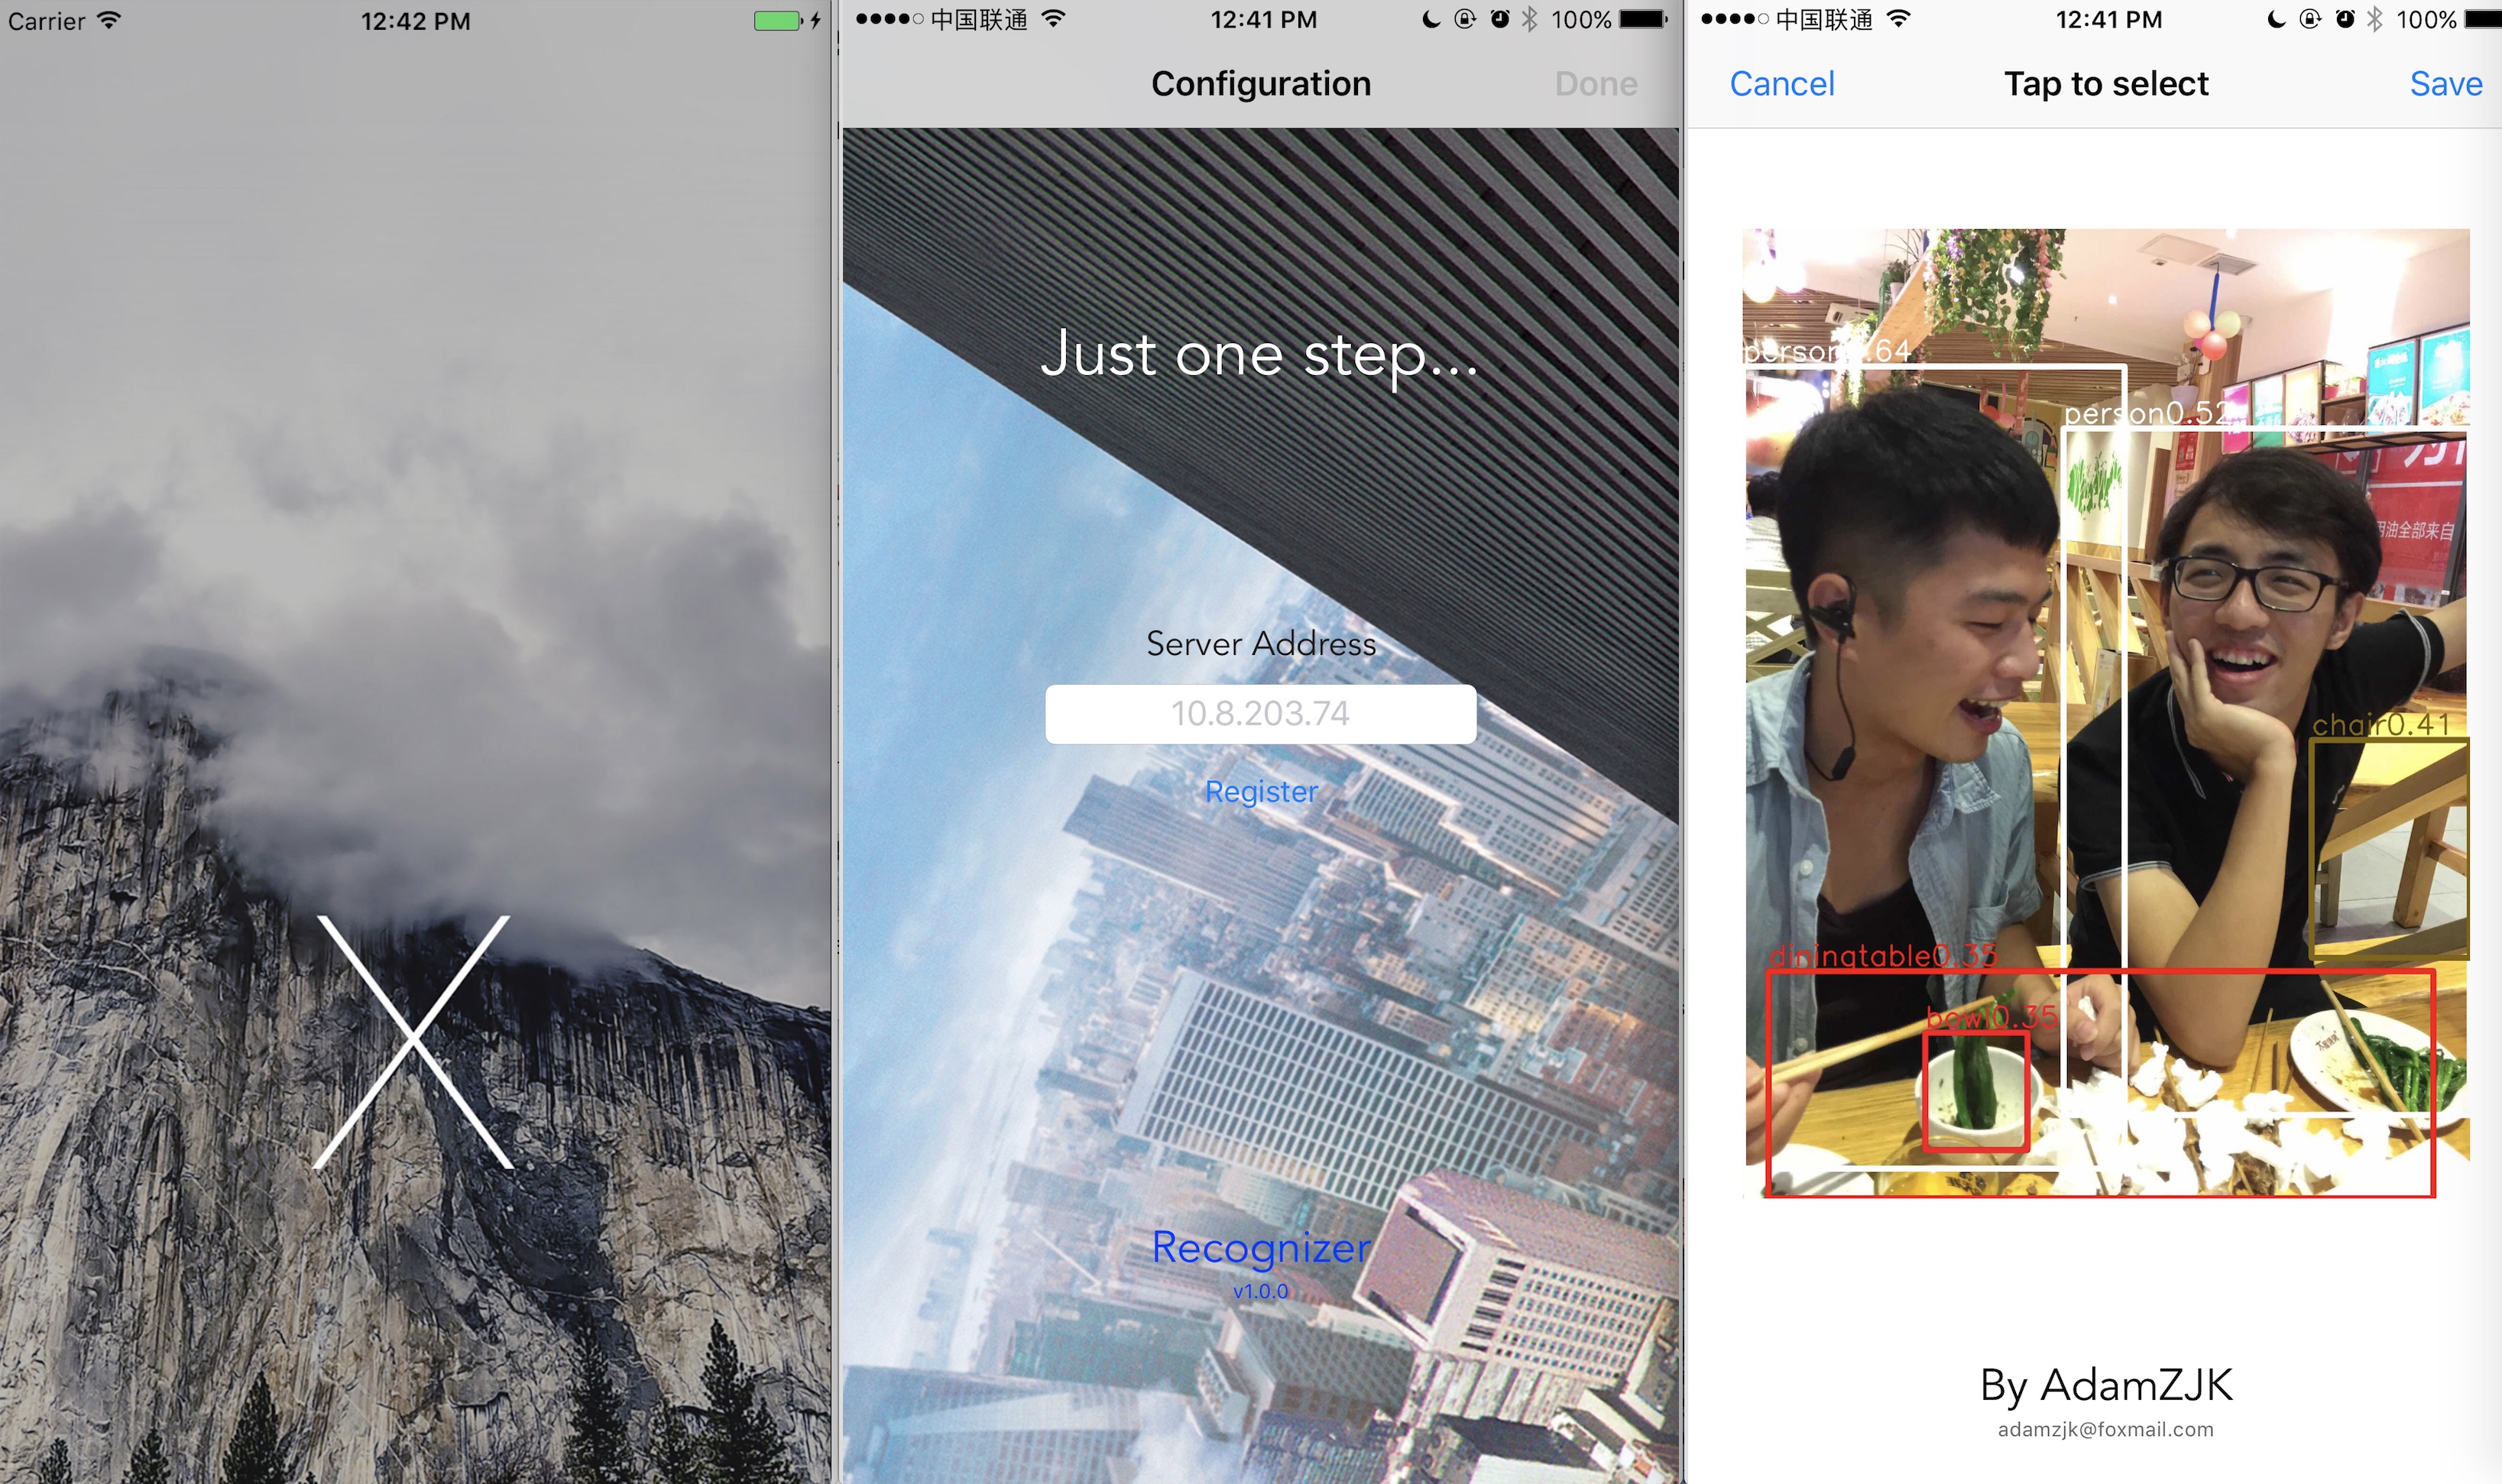 Carrier 12:42 PM
X
中国联通 12:41 PM 100%
Configuration Done
Just one step...
Server Address
10.8.203.74
Register
Recognizer
v1.0.0
中国联通 12:41 PM 100%
Cancel Tap to select Save
person0.64
person0.52
用油全部来自
chair0.41
diningtable0.35
bowl0.35
By AdamZJK
adamzjk@foxmail.com